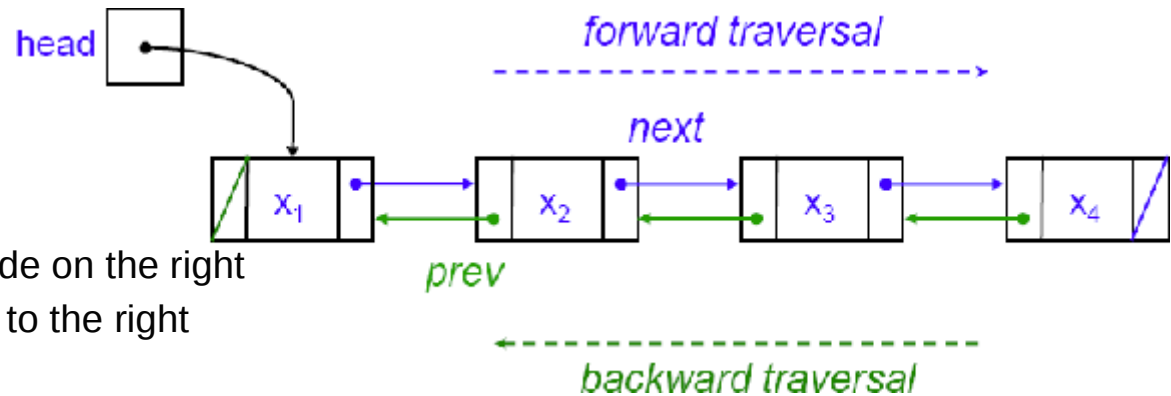 head
forward traversal
next
x₁
x₂
x₃
x₄
de on the right
prev
to the right
backward traversal